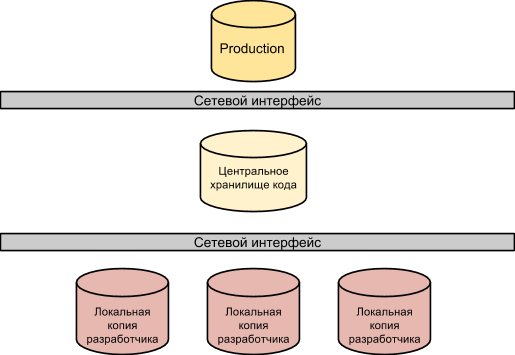 Production
Сетевой интерфейс
Центральное
хранилище кода
Сетевой интерфейс
Локальная
копия
разработчика
Локальная
копия
разработчика
Локальная
копия
разработчика